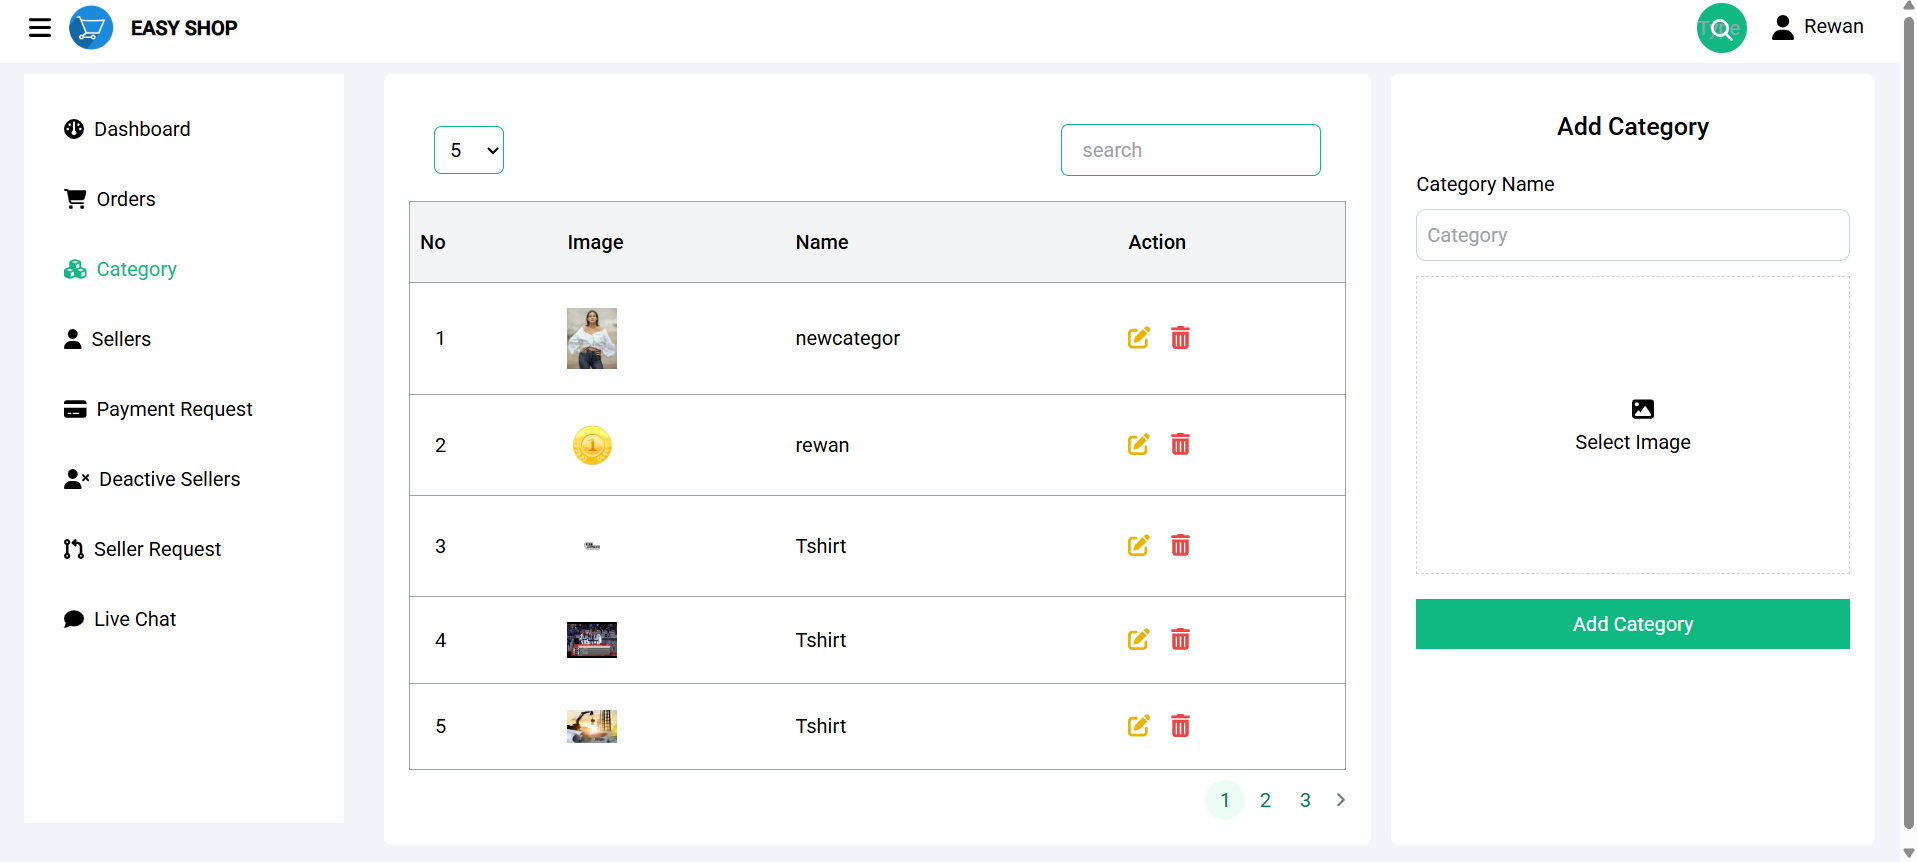 EASY SHOP
Type
Rewan
Dashboard
Orders
Category
Sellers
Payment Request
Deactive Sellers
Seller Request
Live Chat
5
search
No Image Name Action
1 newcategor
2 rewan
3 Tshirt
4 Tshirt
5 Tshirt
1 2 3
Add Category
Category Name
Category
Select Image
Add Category